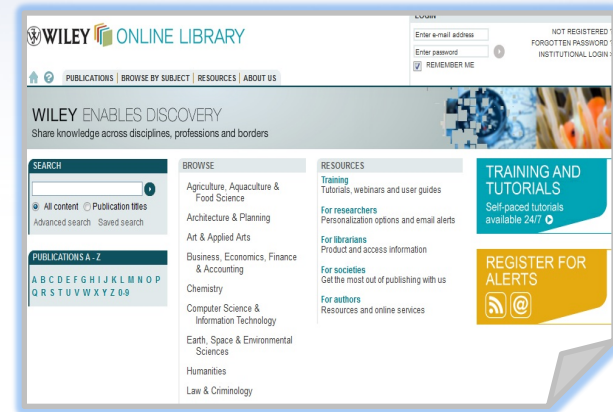 LOGIN
WILEY ONLINE LIBRARY
Enter e-mail address
NOT REGISTERED
FORGOTTEN PASSWORD
Enter password
INSTITUTIONAL LOGIN >
REMEMBER ME
PUBLICATIONS | BROWSE BY SUBJECT | RESOURCES | ABOUT US
WILEY ENABLES DISCOVERY
Share knowledge across disciplines, professions and borders
SEARCH
All content Publication titles
Advanced search Saved search
PUBLICATIONS A - Z
A B C D E F G H I J K L M N O P
Q R S T U V W X Y Z 0-9
BROWSE
Agriculture, Aquaculture &
Food Science
Architecture & Planning
Art & Applied Arts
Business, Economics, Finance
& Accounting
Chemistry
Computer Science &
Information Technology
Earth, Space & Environmental
Sciences
Humanities
Law & Criminology
RESOURCES
Training
Tutorials, webinars and user guides
For researchers
Personalization options and email alerts
For librarians
Product and access information
For societies
Get the most out of publishing with us
For authors
Resources and online services
TRAINING AND
TUTORIALS
Self-paced tutorials
available 24/7
REGISTER FOR
ALERTS
@